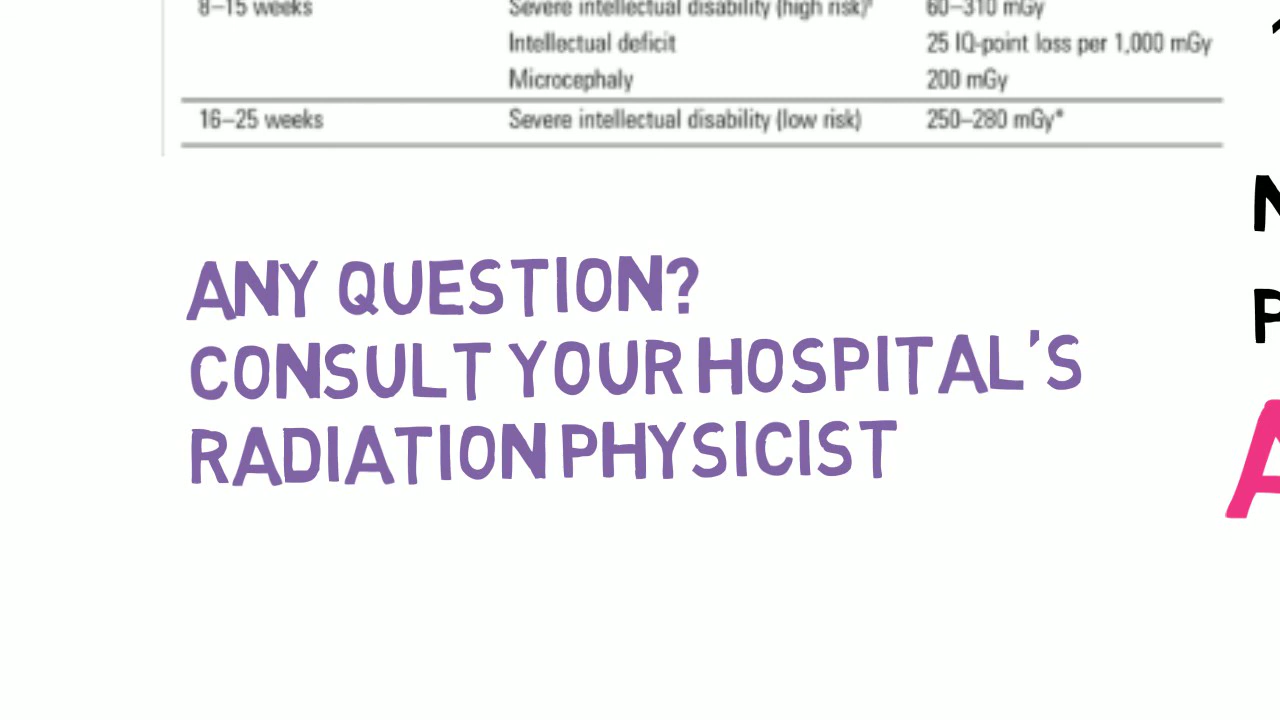 8–15 weeks Severe intellectual disability (high risk) 60–310 mGy
Intellectual deficit 25 IQ-point loss per 1,000 mGy
Microcephaly 200 mGy
16–25 weeks Severe intellectual disability (low risk) 250–280 mGy*
ANY QUESTION?
CONSULT YOUR HOSPITAL'S
RADIATION PHYSICIST